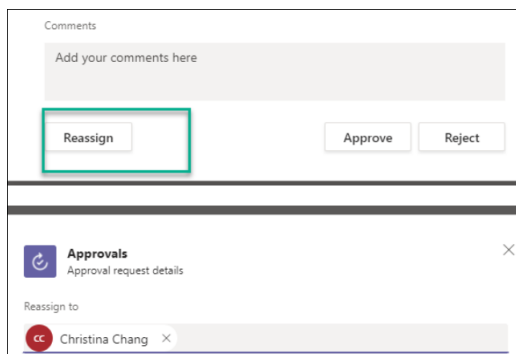 Comments
Add your comments here
Reassign Approve Reject
Approvals
Approval request details
Reassign to
CC Christina Chang